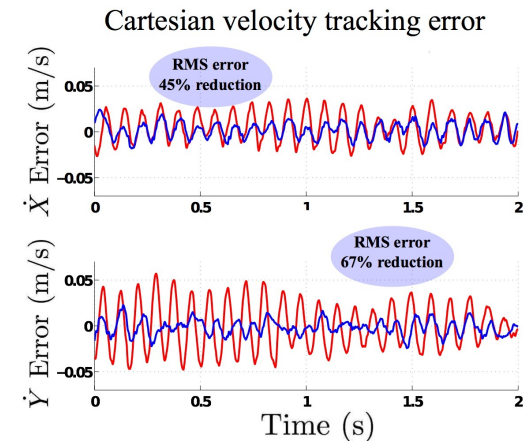 Cartesian velocity tracking error
RMS error
45% reduction
Ẋ Error (m/s)
0.05
0
−0.05
0 0.5 1 1.5 2
RMS error
67% reduction
Ẏ Error (m/s)
0.05
0
−0.05
0 0.5 1 1.5 2
Time (s)